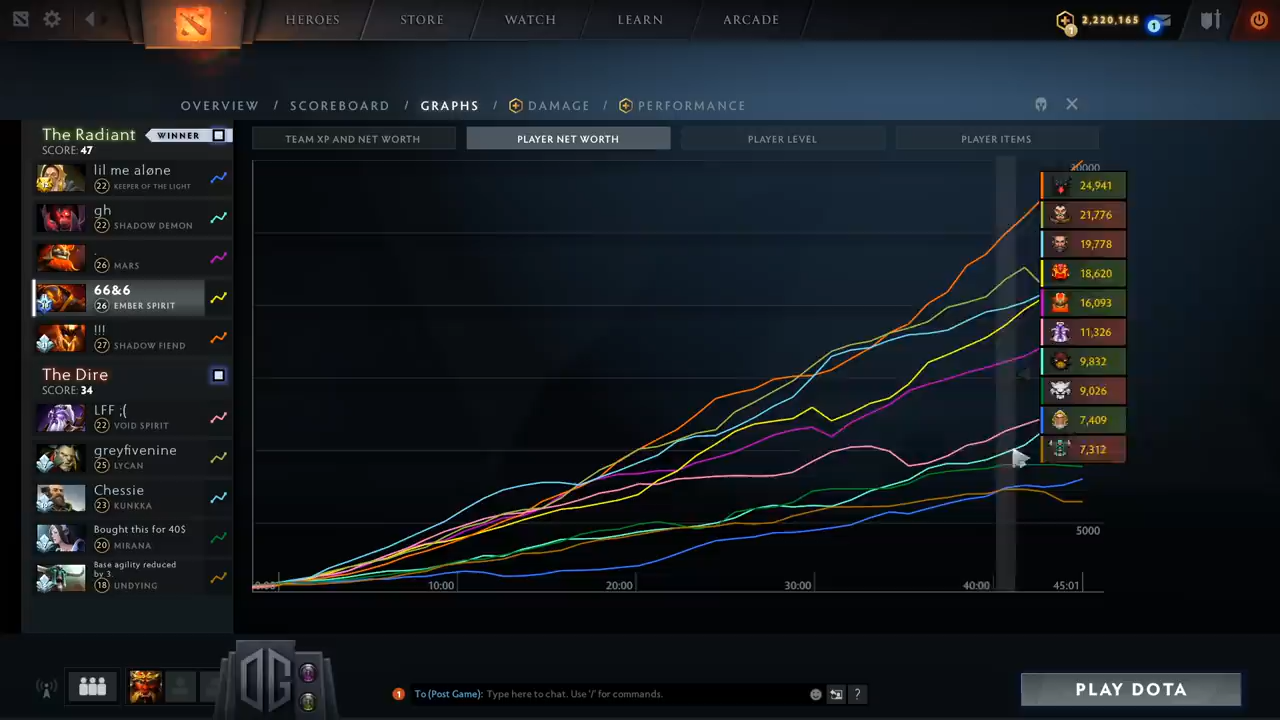 HEROES
STORE
WATCH
LEARN
ARCADE
1
2,220,165
1
OVERVIEW / SCOREBOARD / GRAPHS / DAMAGE / PERFORMANCE
The Radiant
WINNER
SCORE: 47
TEAM XP AND NET WORTH
PLAYER NET WORTH
PLAYER LEVEL
PLAYER ITEMS
lil me aløne
22 KEEPER OF THE LIGHT
gh
22 SHADOW DEMON
.
26 MARS
66&6
26 EMBER SPIRIT
!!!
27 SHADOW FIEND
The Dire
SCORE: 34
LFF ;(
22 VOID SPIRIT
greyfivenine
25 LYCAN
Chessie
23 KUNKKA
Bought this for 40$
20 MIRANA
Base agility reduced
by 3.
18 UNDYING
30000
24,941
21,776
19,778
18,620
16,093
11,326
9,832
9,026
7,409
7,312
5000
10:00
20:00
30:00
40:00
45:01
OG
1
To (Post Game): Type here to chat. Use '/' for commands.
?
PLAY DOTA